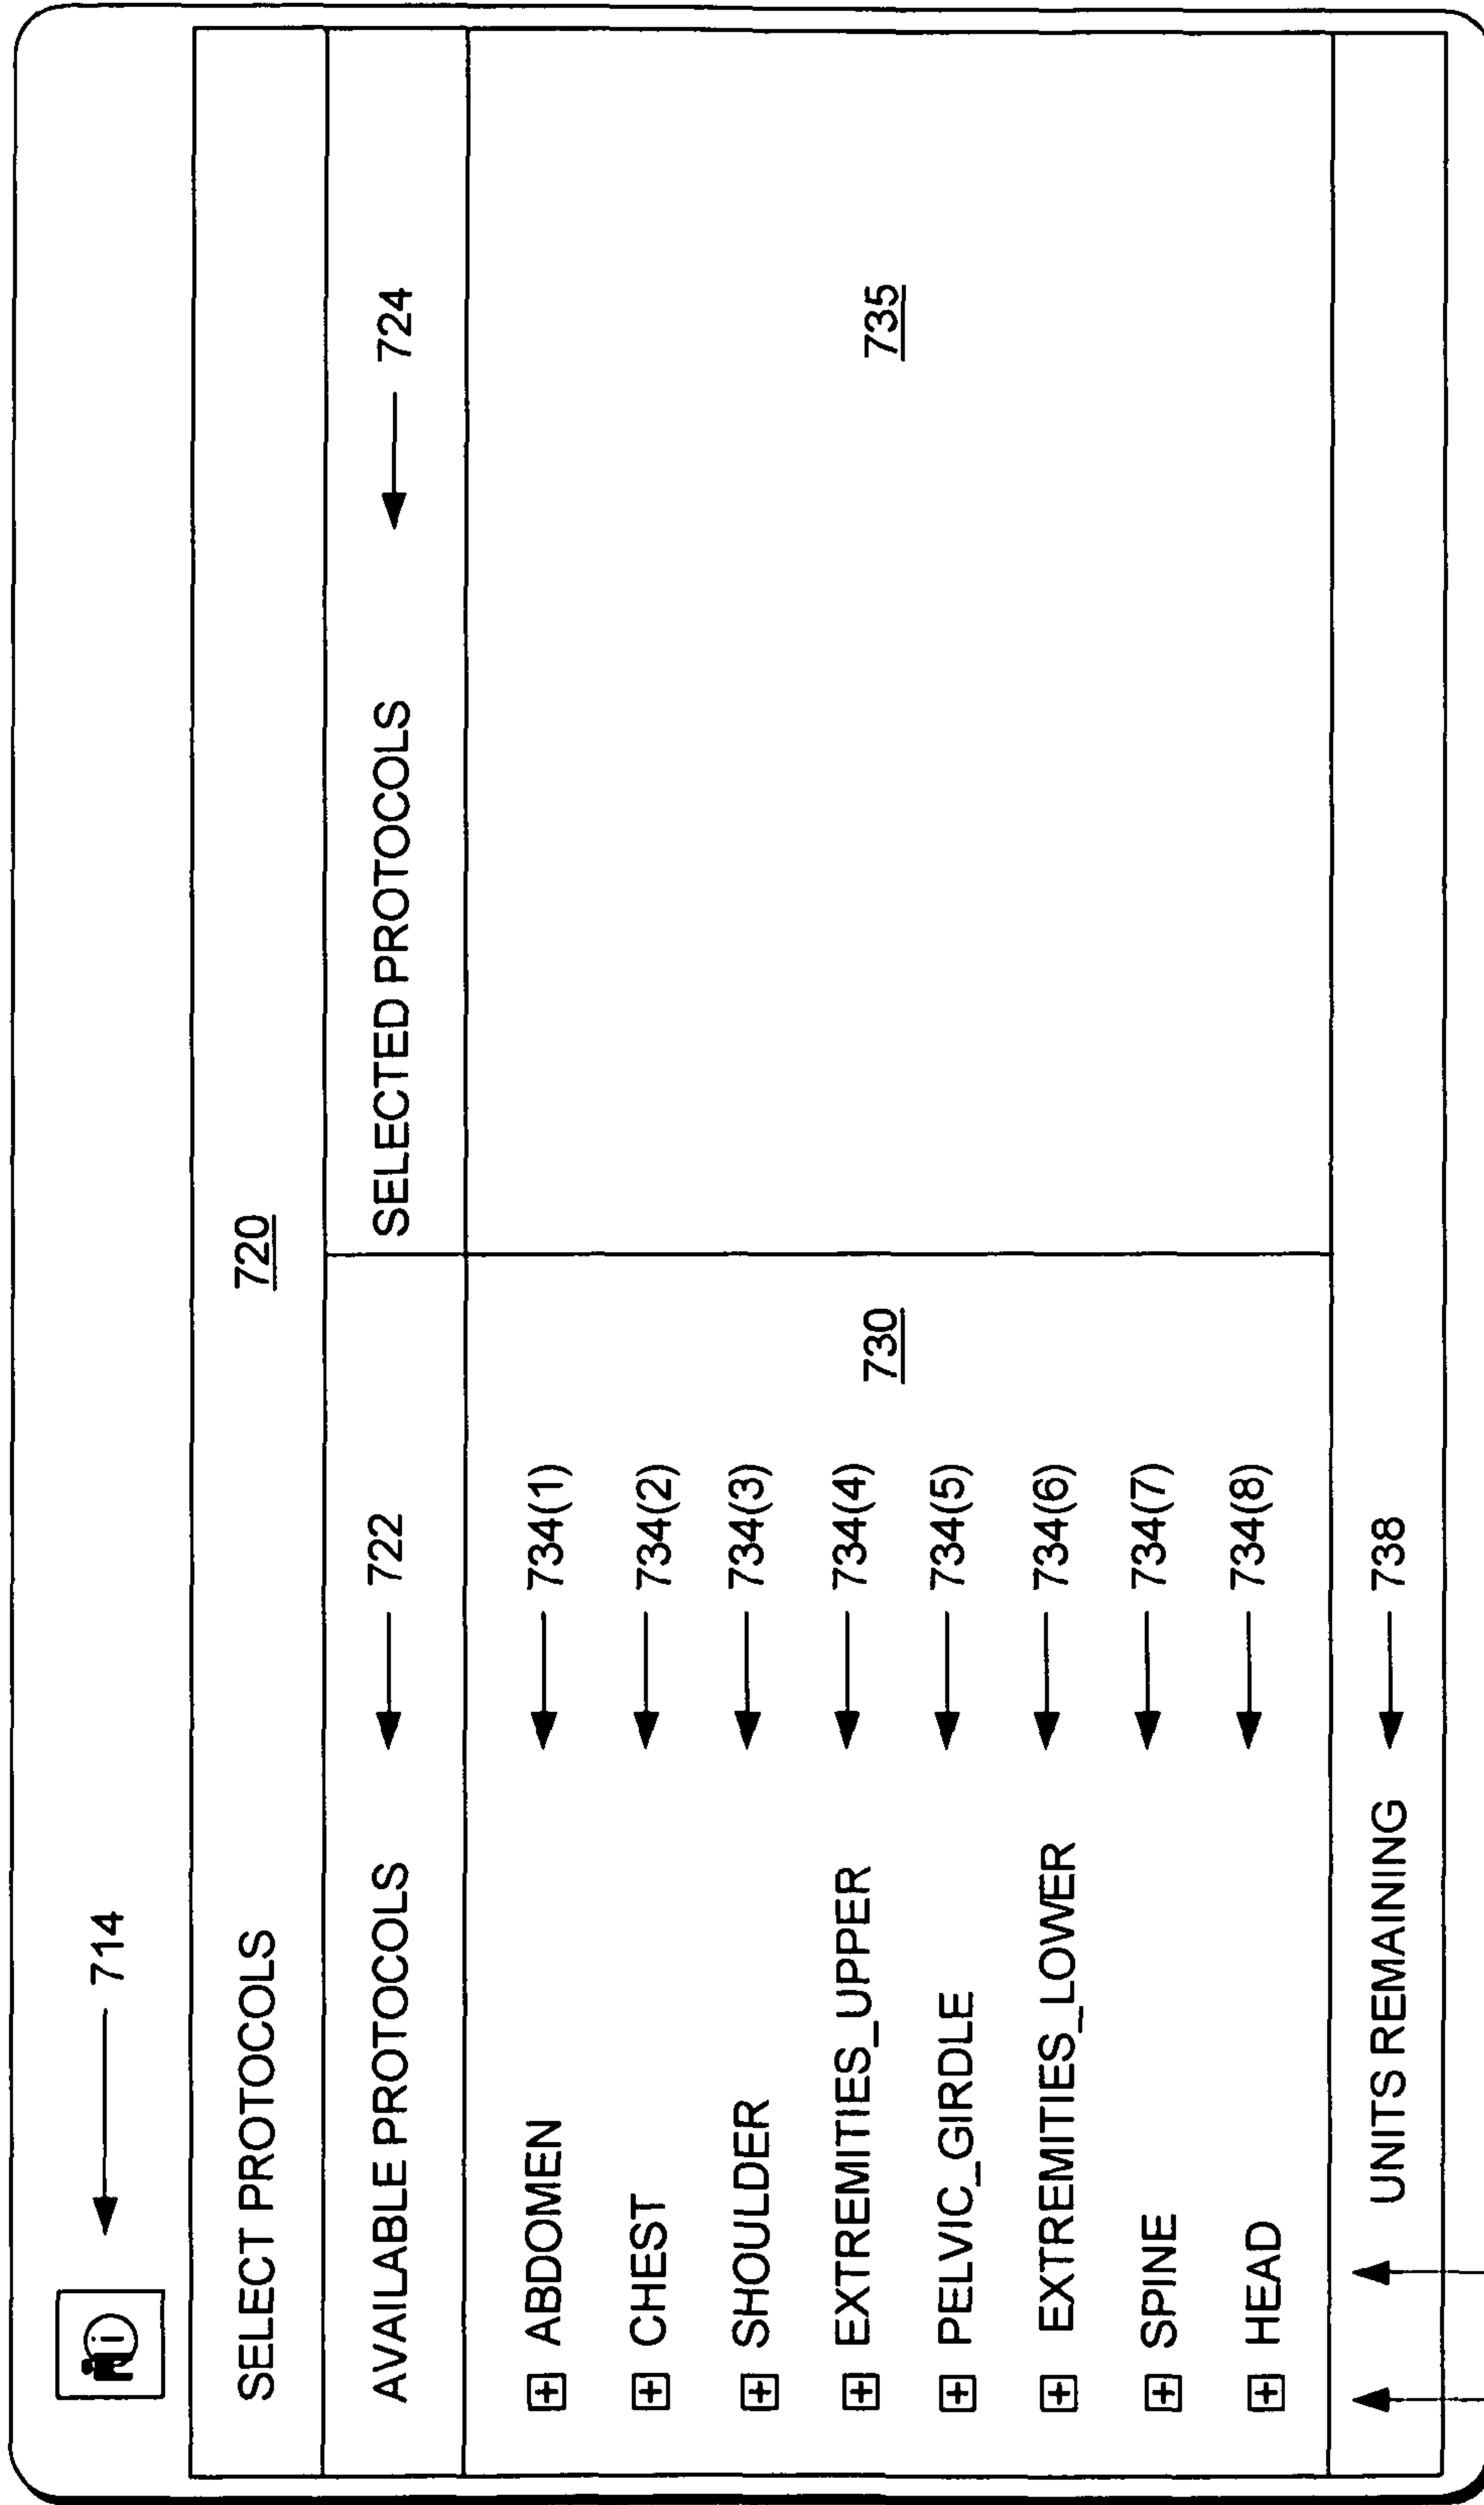 i
714
SELECT PROTOCOLS 720
AVAILABLE PROTOCOLS 722 SELECTED PROTOCOLS 724
ABDOMEN 734(1)
CHEST 734(2)
SHOULDER 734(3)
EXTREMITIES_UPPER 734(4)
730 735
PELVIC_GIRDLE 734(5)
EXTREMITIES_LOWER 734(6)
SPINE 734(7)
HEAD 734(8)
UNITS REMAINING 738